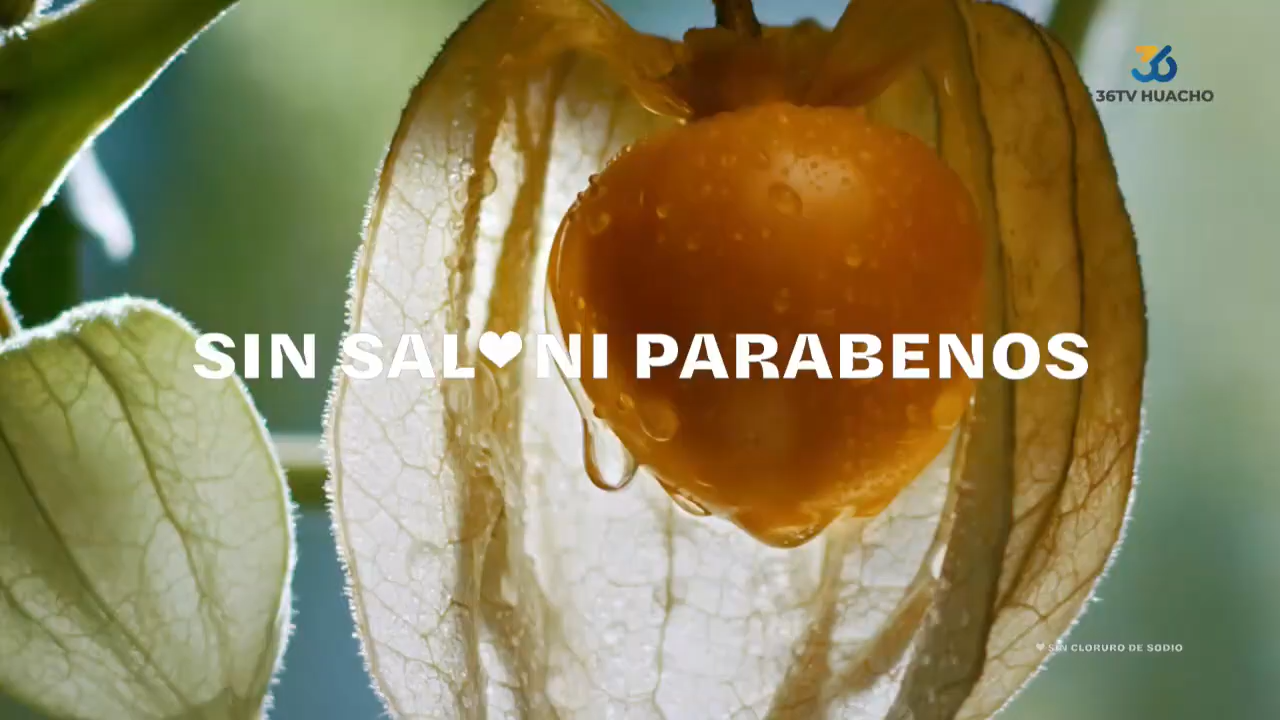 36
36TV HUACHO
SIN SAL♥NI PARABENOS
♥ SIN CLORURO DE SODIO